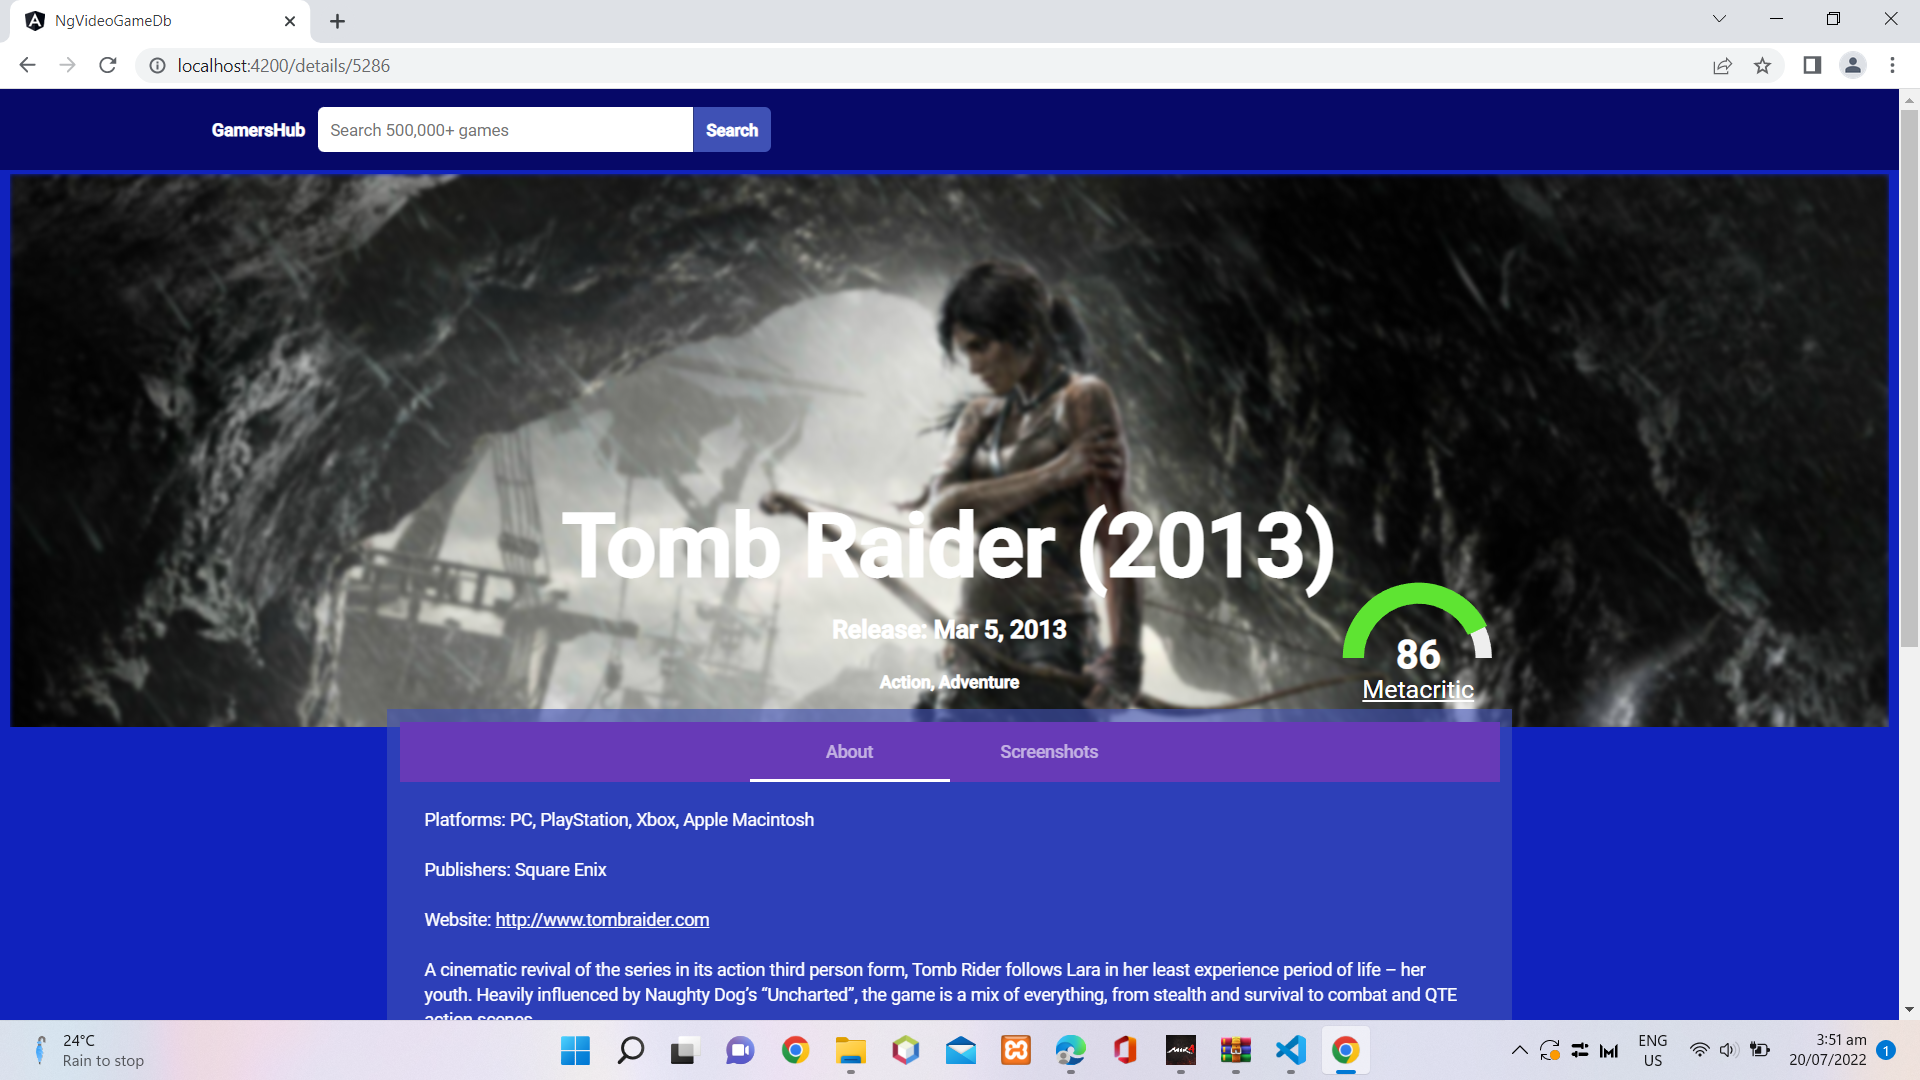 NgVideoGameDb
localhost:4200/details/5286
GamersHub
Search 500,000+ games
Search
Tomb Raider (2013)
Release: Mar 5, 2013
Action, Adventure
86
Metacritic
About
Screenshots
Platforms: PC, PlayStation, Xbox, Apple Macintosh
Publishers: Square Enix
Website: http://www.tombraider.com
A cinematic revival of the series in its action third person form, Tomb Rider follows Lara in her least experience period of life – her
youth. Heavily influenced by Naughty Dog’s “Uncharted”, the game is a mix of everything, from stealth and survival to combat and QTE
action scenes.
24°C
Rain to stop
ENG
US
3:51 am
20/07/2022
1